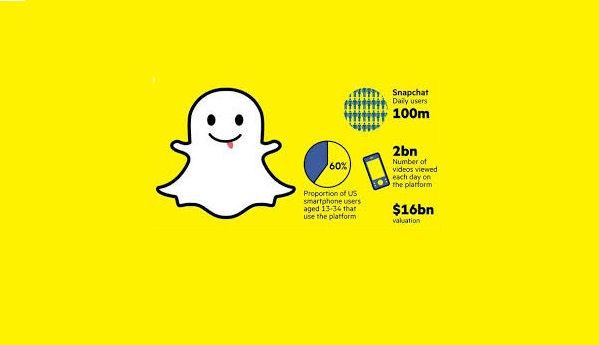 Snapchat
Daily users
100m
60%
Proportion of US
smartphone users
aged 13-34 that
use the platform
2bn
Number of
videos viewed
each day on
the platform
$16bn
valuation